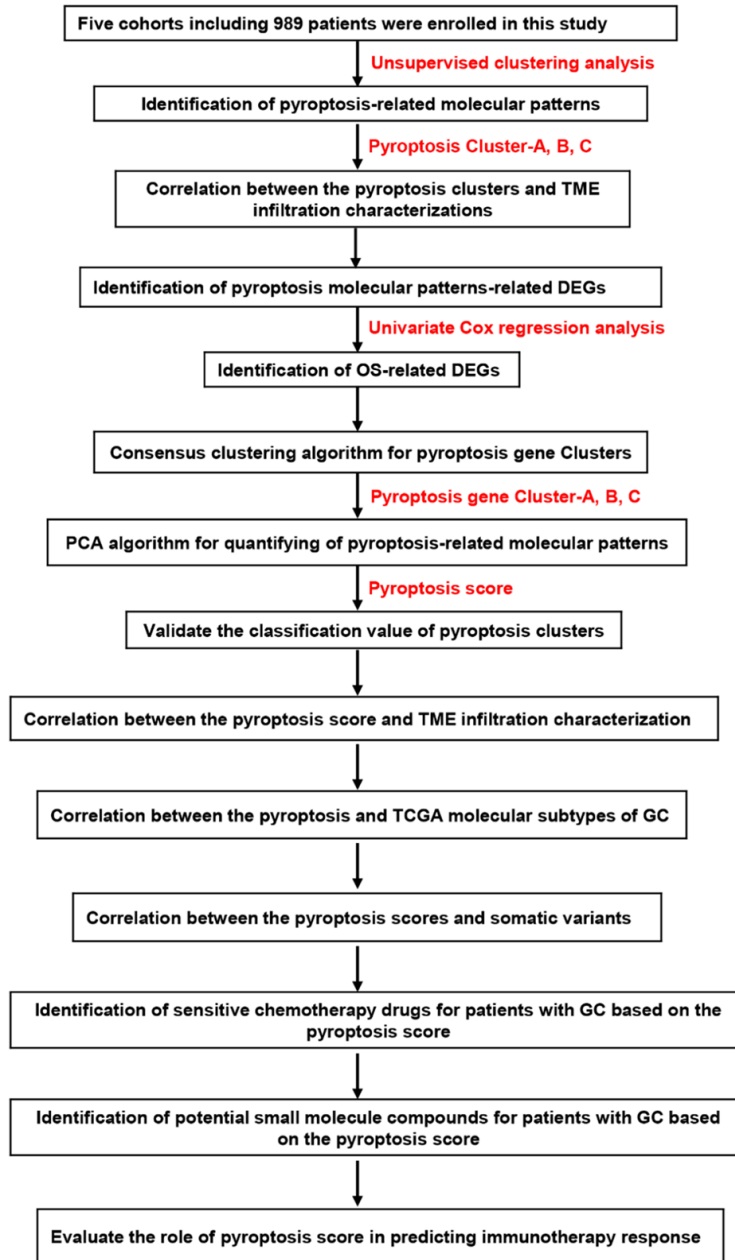 Five cohorts including 989 patients were enrolled in this study
Unsupervised clustering analysis
Identification of pyroptosis-related molecular patterns
Pyroptosis Cluster-A, B, C
Correlation between the pyroptosis clusters and TME
infiltration characterizations
Identification of pyroptosis molecular patterns-related DEGs
Univariate Cox regression analysis
Identification of OS-related DEGs
Consensus clustering algorithm for pyroptosis gene Clusters
Pyroptosis gene Cluster-A, B, C
PCA algorithm for quantifying of pyroptosis-related molecular patterns
Pyroptosis score
Validate the classification value of pyroptosis clusters
Correlation between the pyroptosis score and TME infiltration characterization
Correlation between the pyroptosis and TCGA molecular subtypes of GC
Correlation between the pyroptosis scores and somatic variants
Identification of sensitive chemotherapy drugs for patients with GC based on the
pyroptosis score
Identification of potential small molecule compounds for patients with GC based
on the pyroptosis score
Evaluate the role of pyroptosis score in predicting immunotherapy response